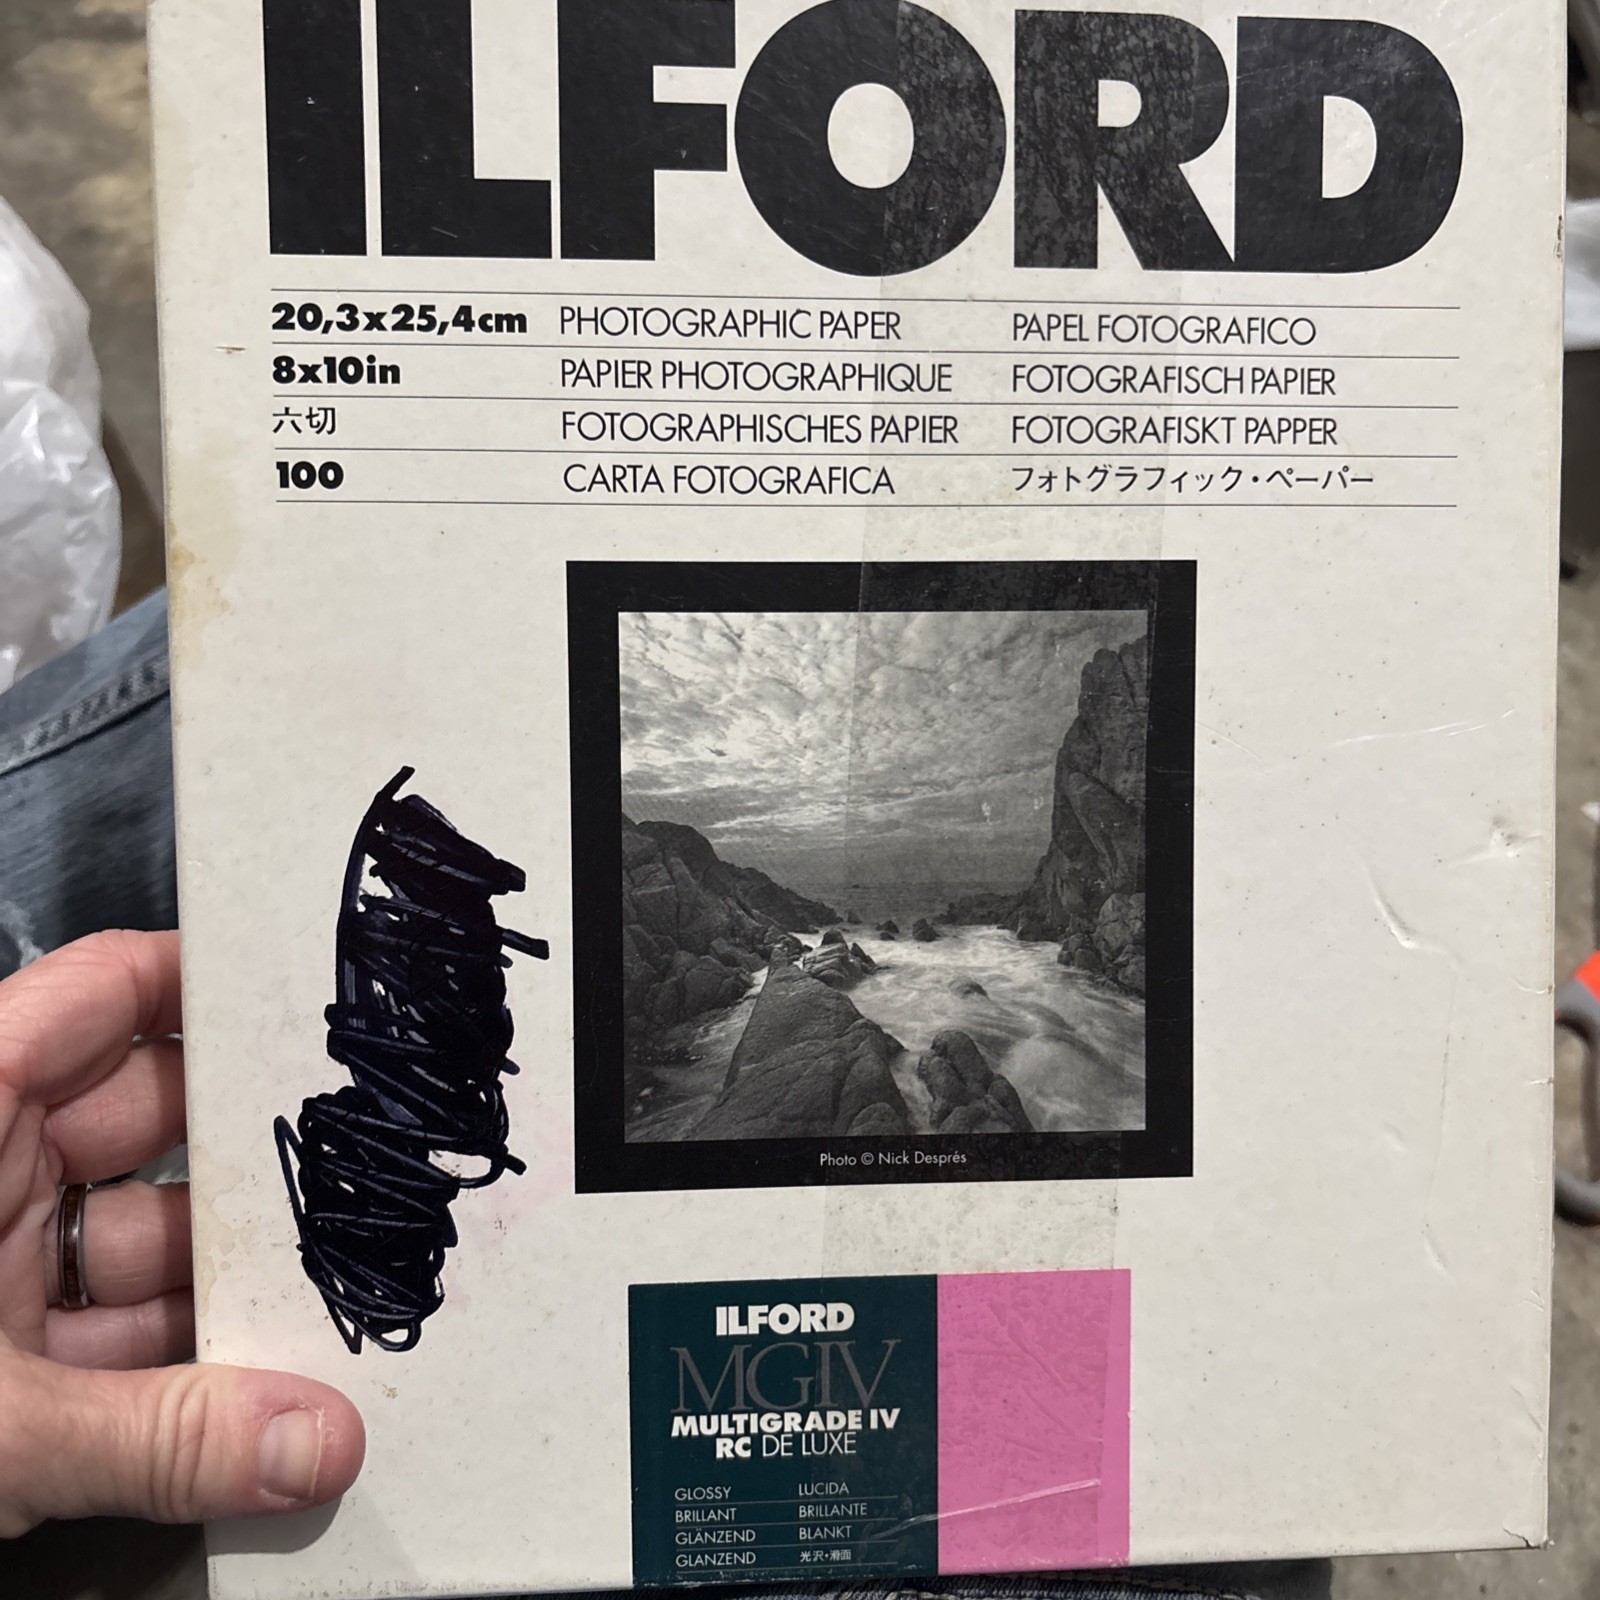 ILFORD
20,3x25,4cm PHOTOGRAPHIC PAPER PAPEL FOTOGRAFICO
8x10in PAPIER PHOTOGRAPHIQUE FOTOGRAFISCH PAPIER
六切 FOTOGRAPHISCHES PAPIER FOTOGRAFISKT PAPPER
100 CARTA FOTOGRAFICA フォトグラフィック・ペーパー
Photo © Nick Després
ILFORD
MGIV
MULTIGRADE IV
RC DE LUXE
GLOSSY LUCIDA
BRILLANT BRILLANTE
GLÄNZEND BLANKT
GLANZEND 光沢・滑面